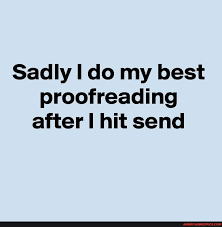 Sadly I do my best
proofreading
after I hit send